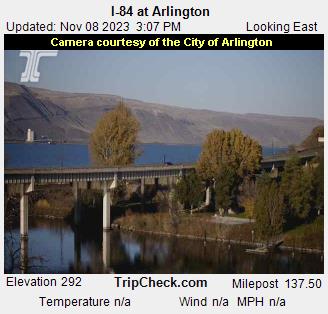 I-84 at Arlington
Updated: Nov 08 2023 3:07 PM Looking East
Camera courtesy of the City of Arlington
Elevation 292 TripCheck.com Milepost 137.50
Temperature n/a Wind n/a MPH n/a